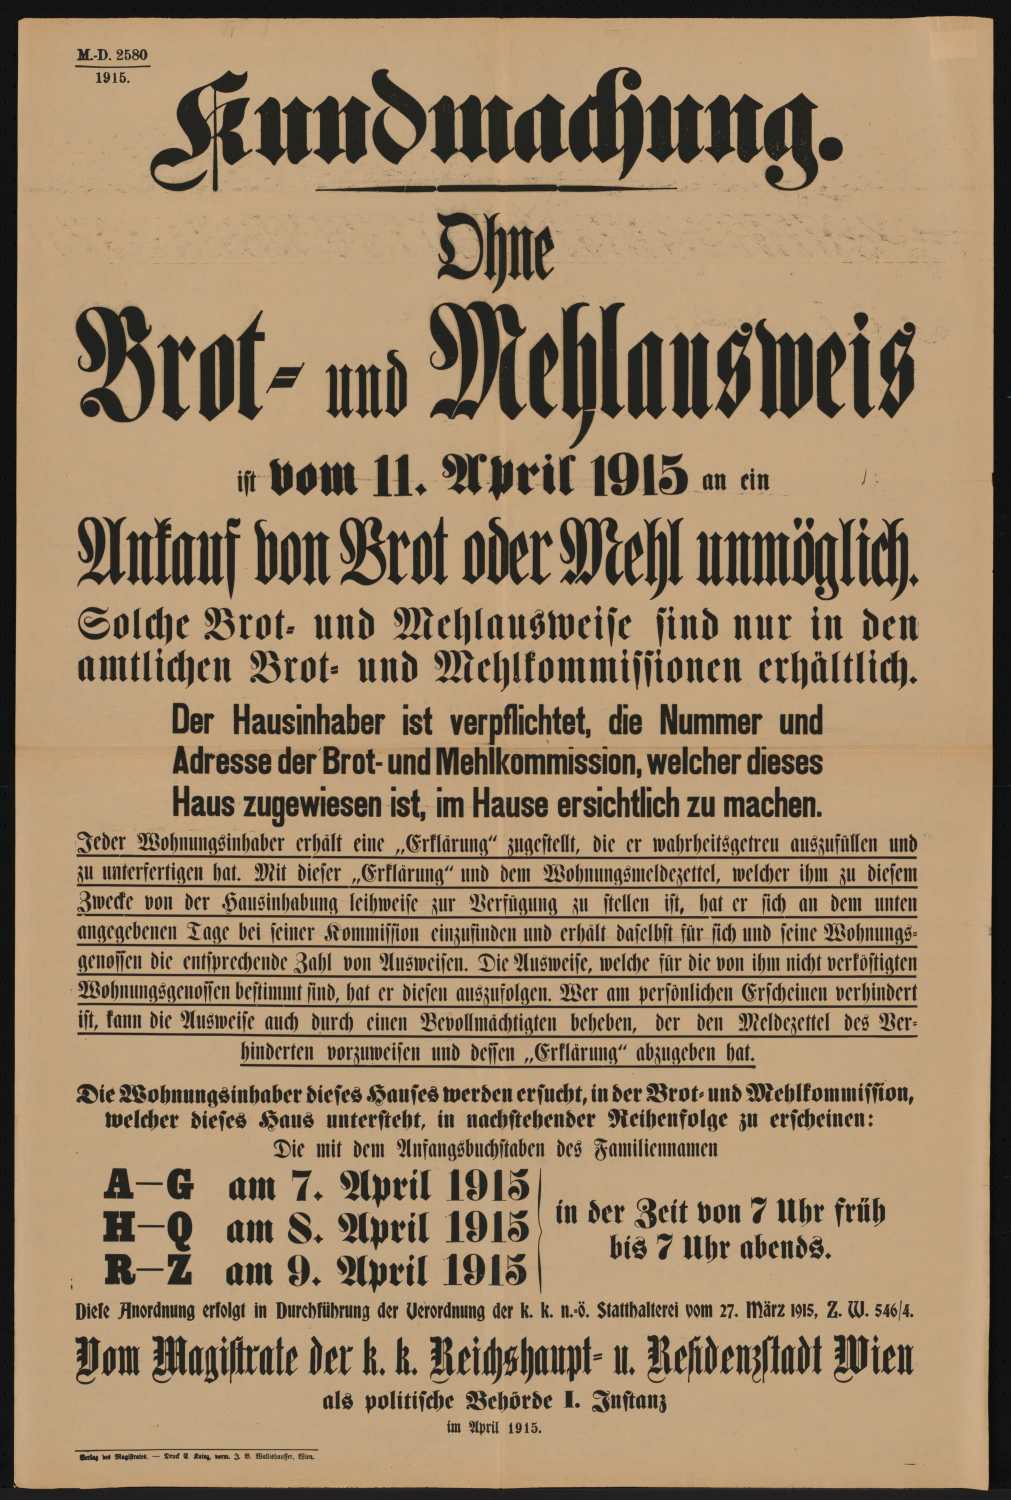 M.-D. 2580
1915.
Kundmachung.
Ohne
Brot- und Mehlausweis
ist vom 11. April 1915 an ein
Ankauf von Brot oder Mehl unmöglich.
Solche Brot- und Mehlausweise sind nur in den
amtlichen Brot- und Mehlkommissionen erhältlich.
Der Hausinhaber ist verpflichtet, die Nummer und
Adresse der Brot- und Mehlkommission, welcher dieses
Haus zugewiesen ist, im Hause ersichtlich zu machen.
Jeder Wohnungsinhaber erhält eine „Erklärung“ zugestellt, die er wahrheitsgetreu auszufüllen und
zu unterfertigen hat. Mit dieser „Erklärung“ und dem Wohnungsmeldezettel, welcher ihm zu diesem
Zwecke von der Hausinhabung leihweise zur Verfügung zu stellen ist, hat er sich an dem unten
angegebenen Tage bei seiner Kommission einzufinden und erhält daselbst für sich und seine Wohnungs-
genossen die entsprechende Zahl von Ausweisen. Die Ausweise, welche für die von ihm nicht verköstigten
Wohnungsgenossen bestimmt sind, hat er diesen auszufolgen. Wer am persönlichen Erscheinen verhindert
ist, kann die Ausweise auch durch einen Bevollmächtigten beheben, der den Meldezettel des Ver-
hinderten vorzuweisen und dessen „Erklärung“ abzugeben hat.
Die Wohnungsinhaber dieses Hauses werden ersucht, in der Brot- und Mehlkommission,
welcher dieses Haus untersteht, in nachstehender Reihenfolge zu erscheinen:
Die mit dem Anfangsbuchstaben des Familiennamen
A—G am 7. April 1915
H—Q am 8. April 1915
R—Z am 9. April 1915
in der Zeit von 7 Uhr früh
bis 7 Uhr abends.
Diese Anordnung erfolgt in Durchführung der Verordnung der k. k. n.-ö. Statthalterei vom 27. März 1915, Z. W. 546/4.
Vom Magistrate der k. k. Reichshaupt- u. Residenzstadt Wien
als politische Behörde I. Instanz
im April 1915.
Verlag des Magistrates. — Druck C. Kainz, vorm. J. B. Wallishausser, Wien.